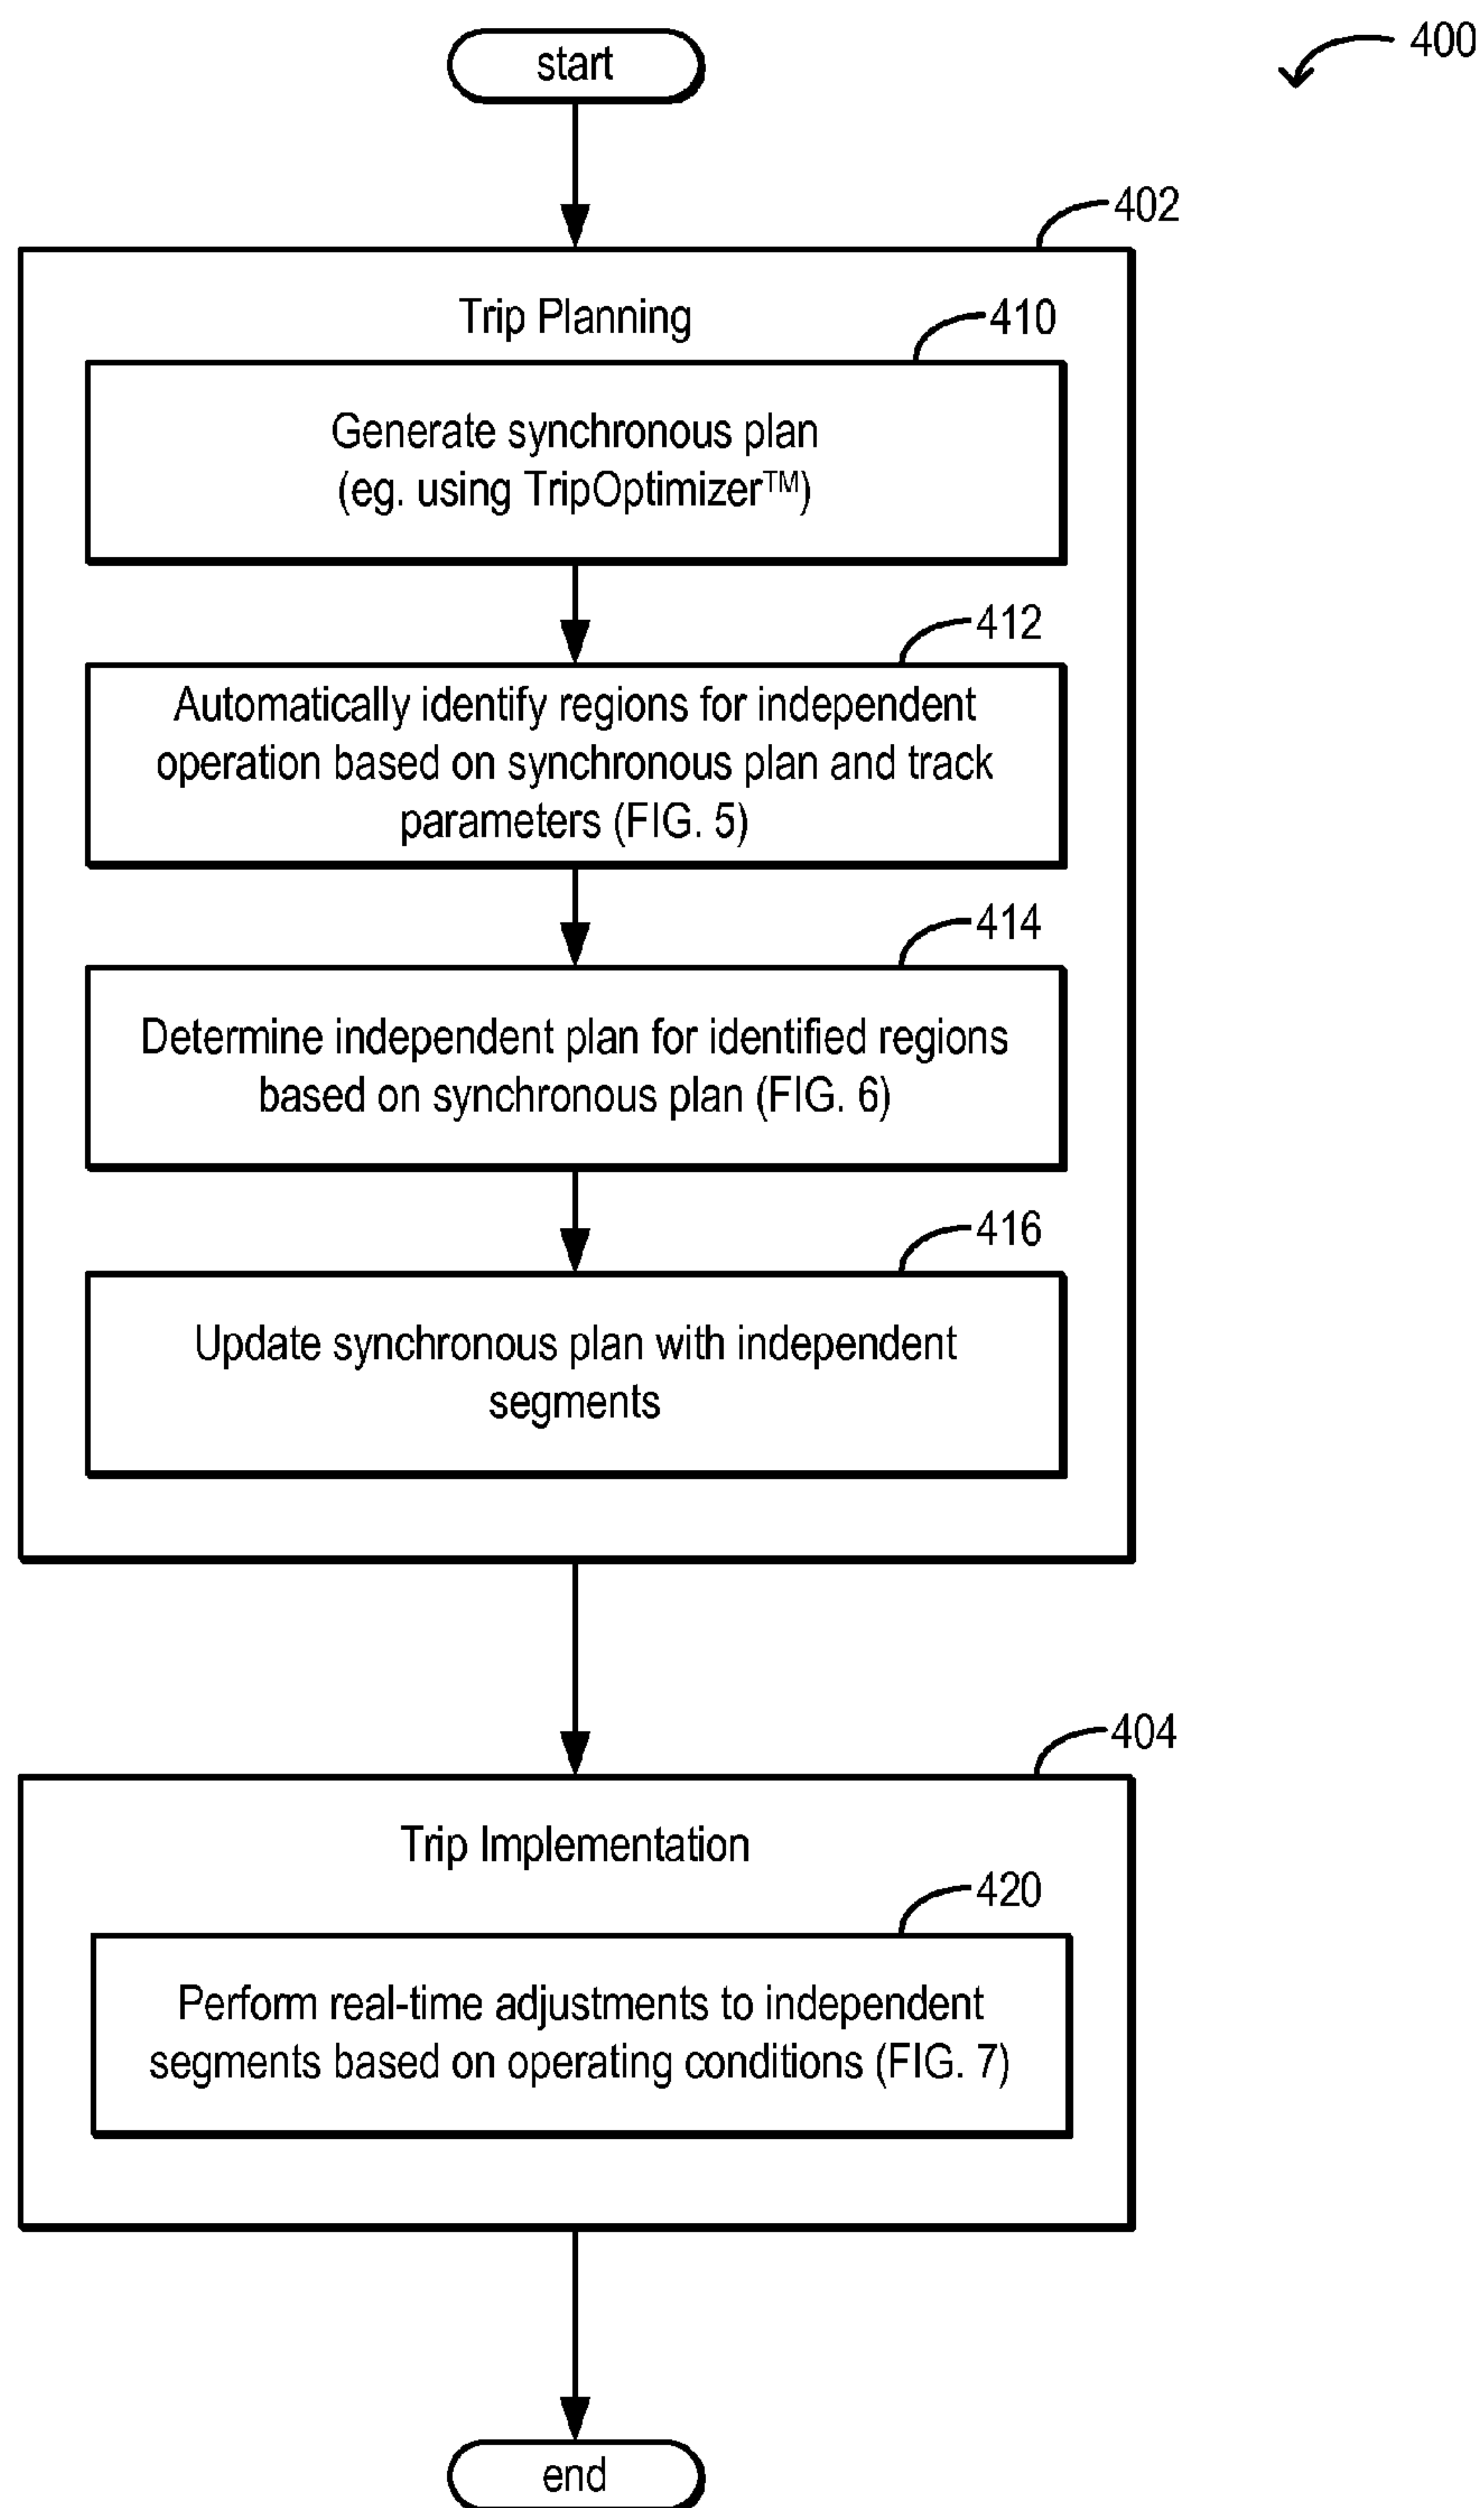 start
400
402
Trip Planning
410
Generate synchronous plan
(eg. using TripOptimizer™)
412
Automatically identify regions for independent
operation based on synchronous plan and track
parameters (FIG. 5)
414
Determine independent plan for identified regions
based on synchronous plan (FIG. 6)
416
Update synchronous plan with independent
segments
404
Trip Implementation
420
Perform real-time adjustments to independent
segments based on operating conditions (FIG. 7)
end